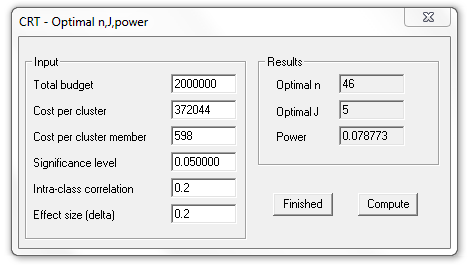 CRT - Optimal n,J,power
Input
Total budget 2000000
Cost per cluster 372044
Cost per cluster member 598
Significance level 0.050000
Intra-class correlation 0.2
Effect size (delta) 0.2
Results
Optimal n 46
Optimal J 5
Power 0.078773
Finished Compute